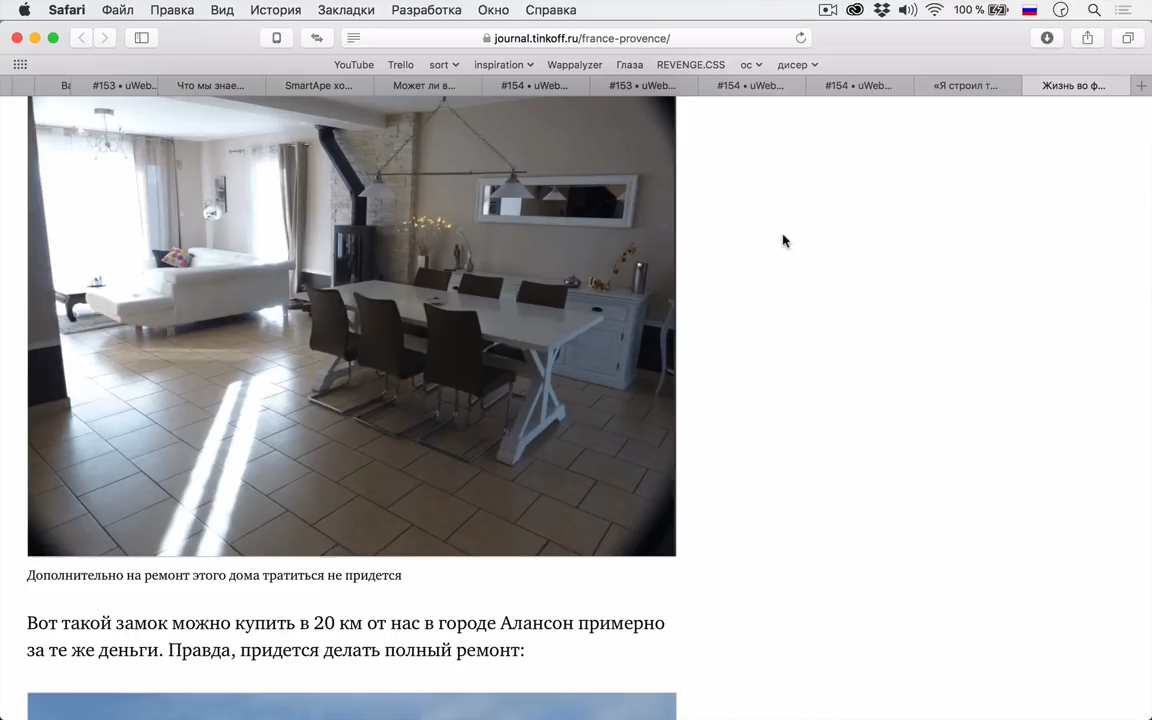 Safari Файл Правка Вид История Закладки Разработка Окно Справка 100 %
journal.tinkoff.ru/france-provence/
YouTube Trello sort inspiration Wappalyzer Глаза REVENGE.CSS ос дисер
Ва #153 • uWeb... Что мы знае... SmartApe хо... Может ли в... #154 • uWeb... #153 • uWeb... #154 • uWeb... #154 • uWeb... «Я строил т... Жизнь во ф...
Дополнительно на ремонт этого дома тратиться не придется
Вот такой замок можно купить в 20 км от нас в городе Алансон примерно
за те же деньги. Правда, придется делать полный ремонт: